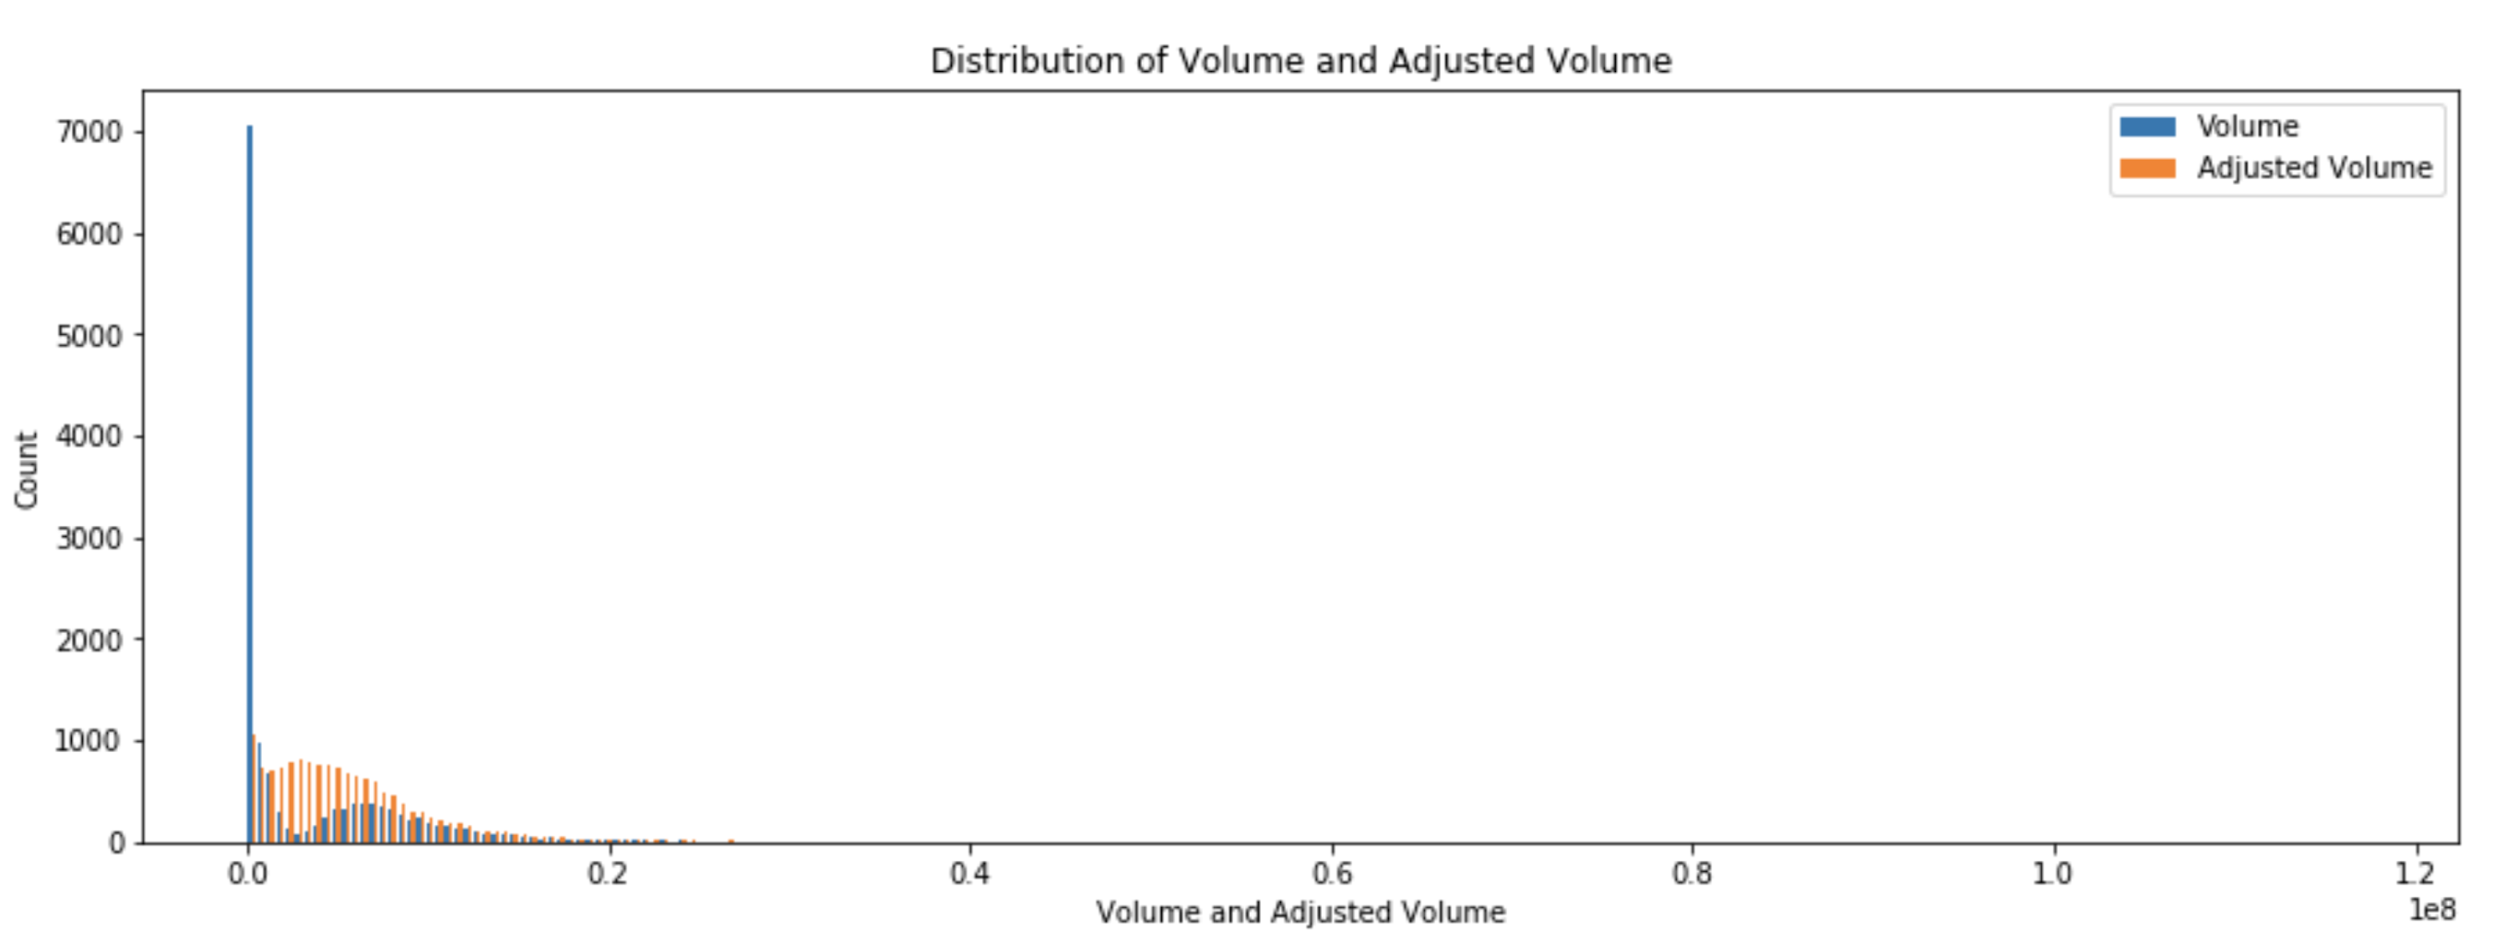 Distribution of Volume and Adjusted Volume
Volume
Adjusted Volume
7000
6000
5000
4000
3000
2000
1000
0
Count
0.0 0.2 0.4 0.6 0.8 1.0 1.2
1e8
Volume and Adjusted Volume